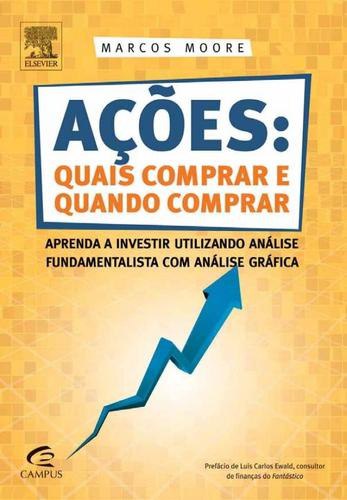 ELSEVIER
MARCOS MOORE
AÇÕES:
QUAIS COMPRAR E
QUANDO COMPRAR
APRENDA A INVESTIR UTILIZANDO ANÁLISE
FUNDAMENTALISTA COM ANÁLISE GRÁFICA
Prefácio de Luis Carlos Ewald, consultor
de finanças do Fantástico
CAMPUS